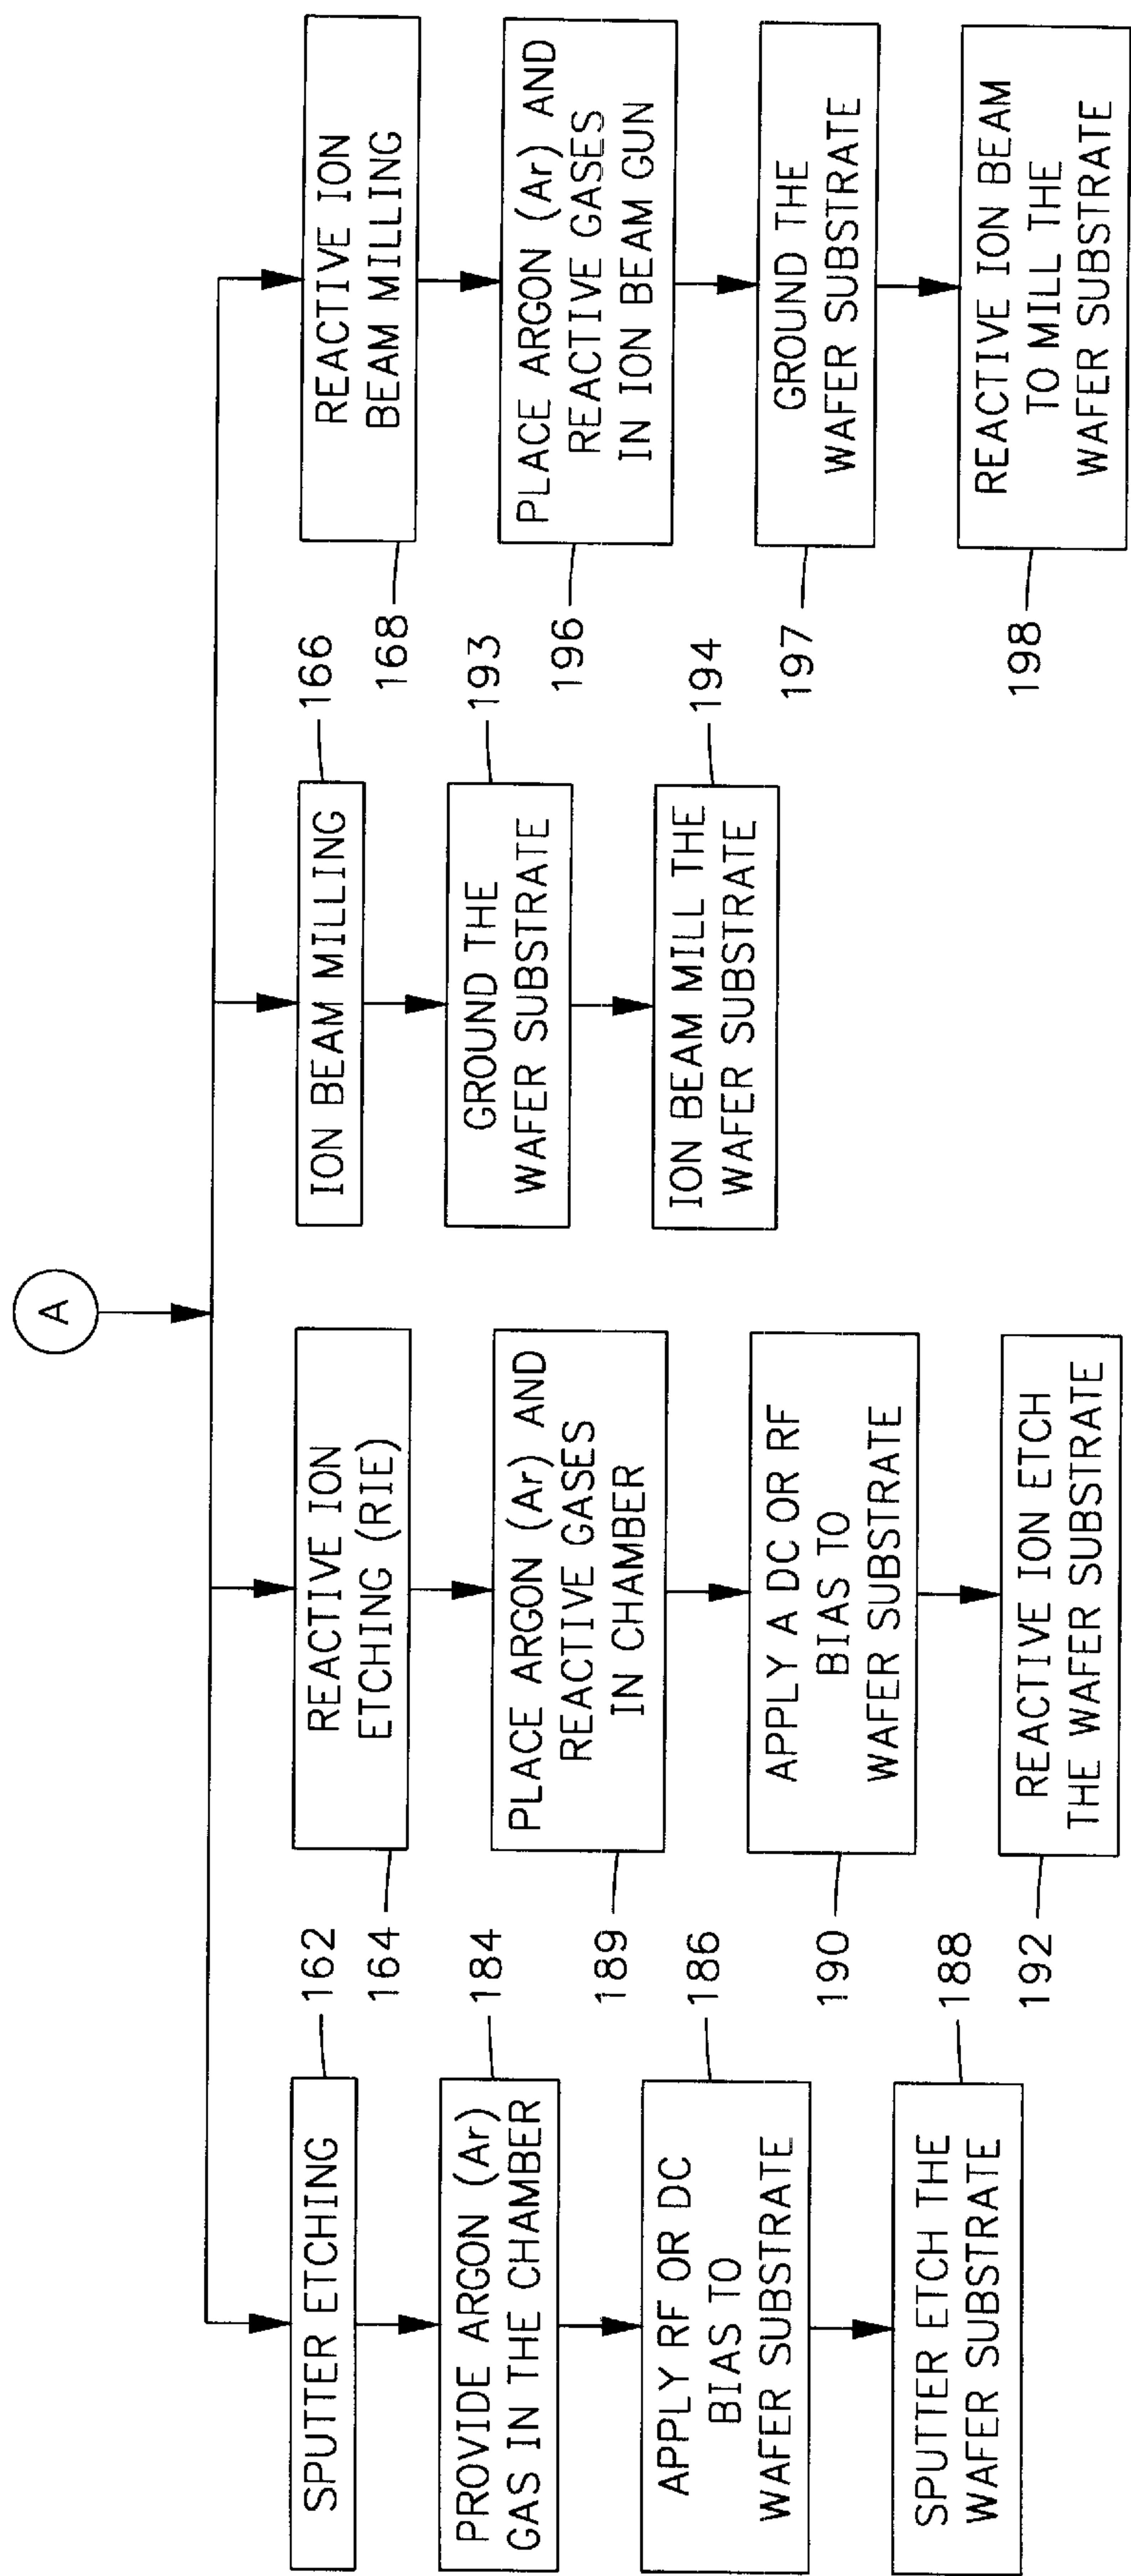 A
SPUTTER ETCHING
162
PROVIDE ARGON (Ar)
GAS IN THE CHAMBER
184
APPLY RF OR DC
BIAS TO
WAFER SUBSTRATE
186
SPUTTER ETCH THE
WAFER SUBSTRATE
188
REACTIVE ION
ETCHING (RIE)
164
PLACE ARGON (Ar) AND
REACTIVE GASES
IN CHAMBER
189
APPLY A DC OR RF
BIAS TO
WAFER SUBSTRATE
190
REACTIVE ION ETCH
THE WAFER SUBSTRATE
192
ION BEAM MILLING
166
GROUND THE
WAFER SUBSTRATE
193
ION BEAM MILL THE
WAFER SUBSTRATE
194
REACTIVE ION
BEAM MILLING
168
PLACE ARGON (Ar) AND
REACTIVE GASES
IN ION BEAM GUN
196
GROUND THE
WAFER SUBSTRATE
197
REACTIVE ION BEAM
TO MILL THE
WAFER SUBSTRATE
198